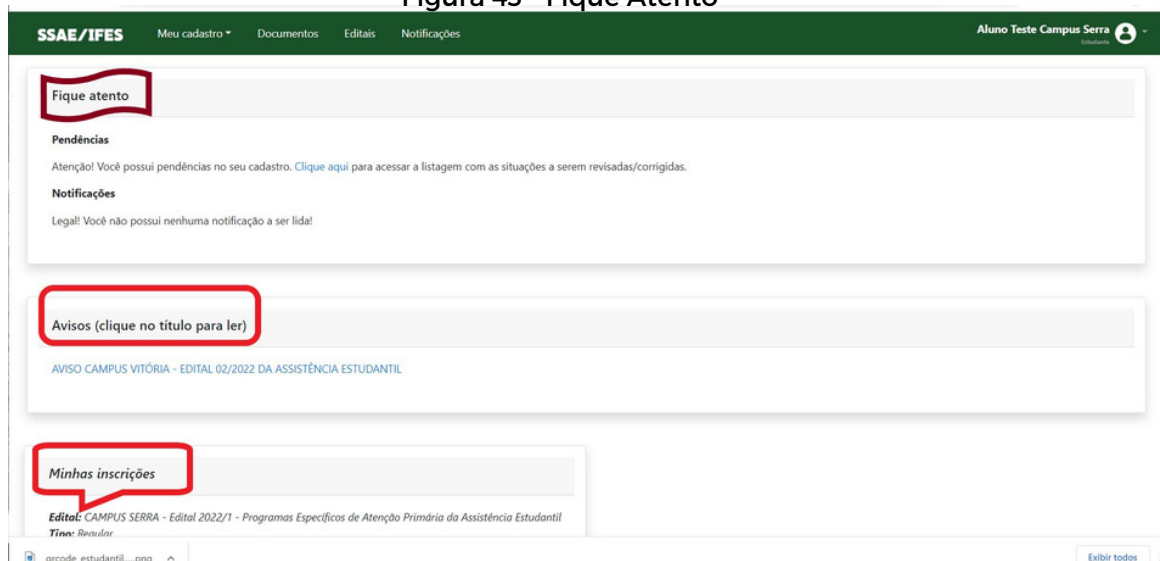 Figura 43 - Fique Atento
SSAE/IFES Meu cadastro Documentos Editais Notificações Aluno Teste Campus Serra
Estudante
Fique atento
Pendências
Atenção! Você possui pendências no seu cadastro. Clique aqui para acessar a listagem com as situações a serem revisadas/corrigidas.
Notificações
Legal! Você não possui nenhuma notificação a ser lida!
Avisos (clique no título para ler)
AVISO CAMPUS VITÓRIA - EDITAL 02/2022 DA ASSISTÊNCIA ESTUDANTIL
Minhas inscrições
Edital: CAMPUS SERRA - Edital 2022/1 - Programas Específicos de Atenção Primária da Assistência Estudantil
Tipo: Regular
qrcode_estudantil....png Exibir todos